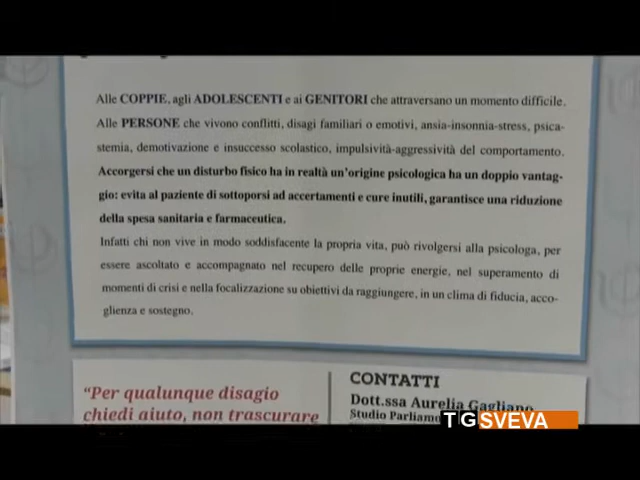 Alle COPPIE, agli ADOLESCENTI e ai GENITORI che attraversano un momento difficile.
Alle PERSONE che vivono conflitti, disagi familiari o emotivi, ansia-insonnia-stress, psica-
stemia, demotivazione e insuccesso scolastico, impulsività-aggressività del comportamento.
Accorgersi che un disturbo fisico ha in realtà un'origine psicologica ha un doppio vantag-
gio: evita al paziente di sottoporsi ad accertamenti e cure inutili, garantisce una riduzione
della spesa sanitaria e farmaceutica.
Infatti chi non vive in modo soddisfacente la propria vita, può rivolgersi alla psicologa, per
essere ascoltato e accompagnato nel recupero delle proprie energie, nel superamento di
momenti di crisi e nella focalizzazione su obiettivi da raggiungere, in un clima di fiducia, acco-
glienza e sostegno.
"Per qualunque disagio
chiedi aiuto, non trascurare
CONTATTI
Dott.ssa Aurelia Gagliano
Studio Parliamo
TGSVEVA